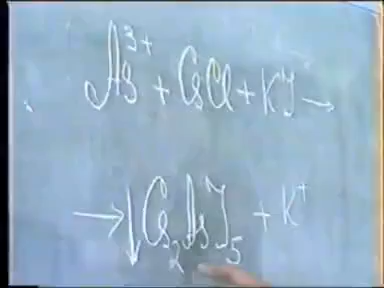 As³⁺ + CsCl + KJ →
→ ↓ Cs₂AsJ₅ + K⁺